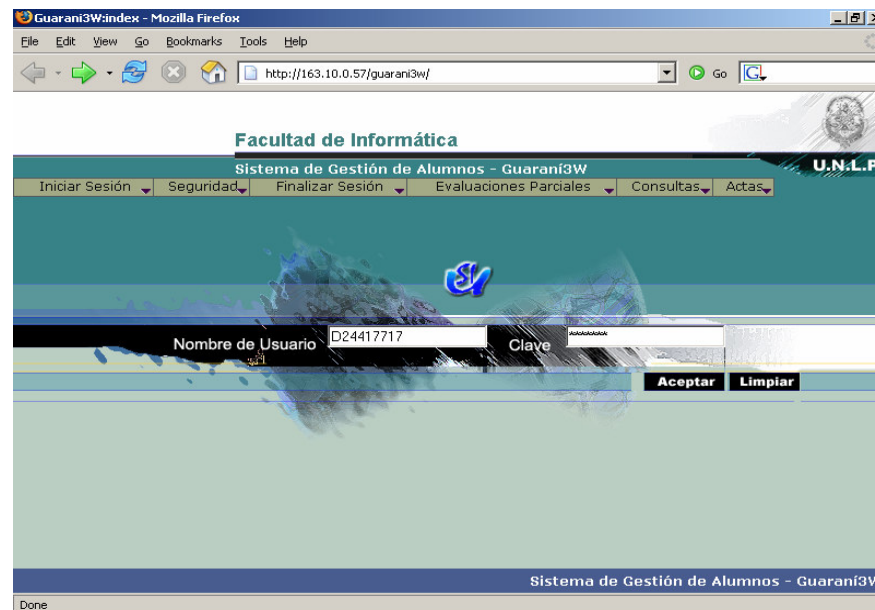 Guarani3W:index - Mozilla Firefox
File Edit View Go Bookmarks Tools Help
http://163.10.0.57/guarani3w/ Go G
Facultad de Informática
Sistema de Gestión de Alumnos - Guaraní3W
U.N.L.P
Iniciar Sesión Seguridad Finalizar Sesión Evaluaciones Parciales Consultas Actas
Nombre de Usuario D24417717 Clave *******
Aceptar Limpiar
Sistema de Gestión de Alumnos - Guaraní3W
Done